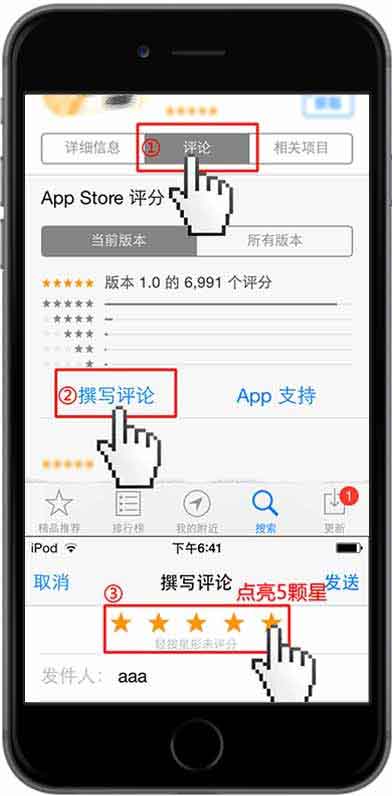 详细信息 ① 评论 相关项目
App Store 评分
当前版本 所有版本
版本 1.0 的 6,991 个评分
②撰写评论 App 支持
精品推荐 排行榜 我的附近 搜索 更新 1
iPod 下午6:41
取消 撰写评论 发送
③ 点亮5颗星
轻按星形来评分
发件人： aaa